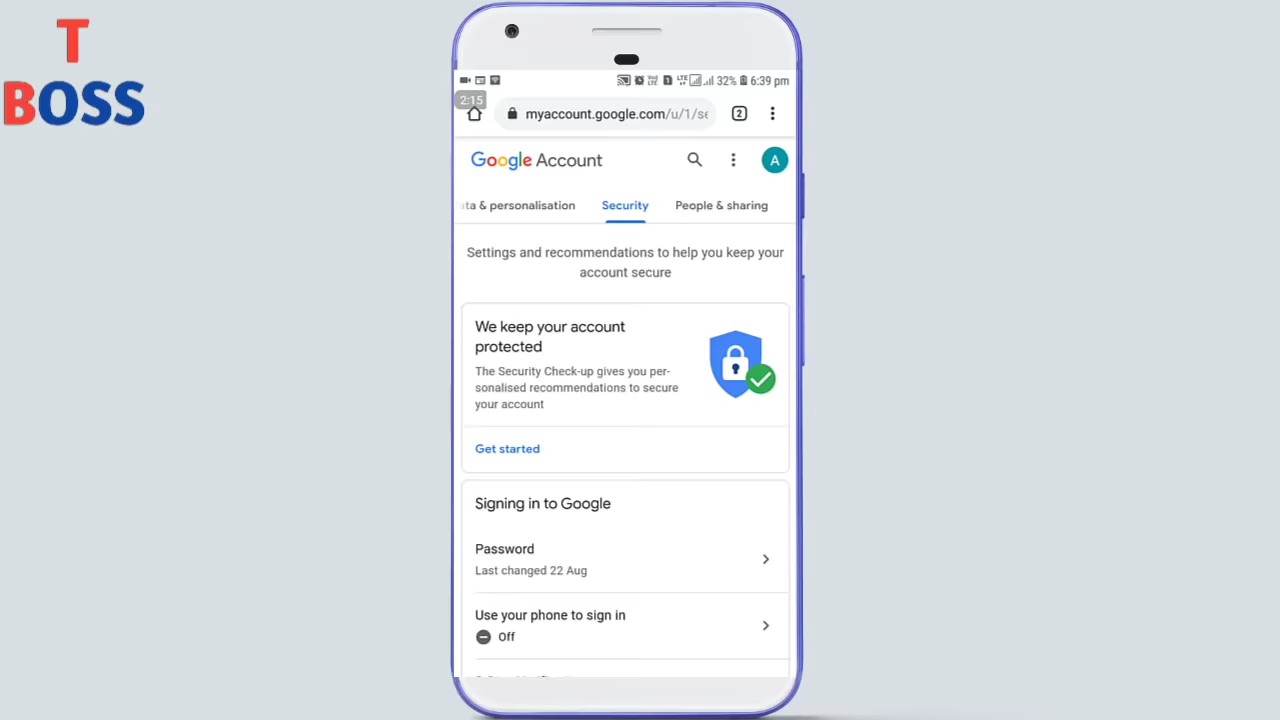 T
BOSS
32% 6:39 pm
2:15
myaccount.google.com/u/1/se
2
Google Account
A
ta & personalisation Security People & sharing
Settings and recommendations to help you keep your
account secure
We keep your account
protected
The Security Check-up gives you per-
sonalised recommendations to secure
your account
Get started
Signing in to Google
Password
Last changed 22 Aug
Use your phone to sign in
Off